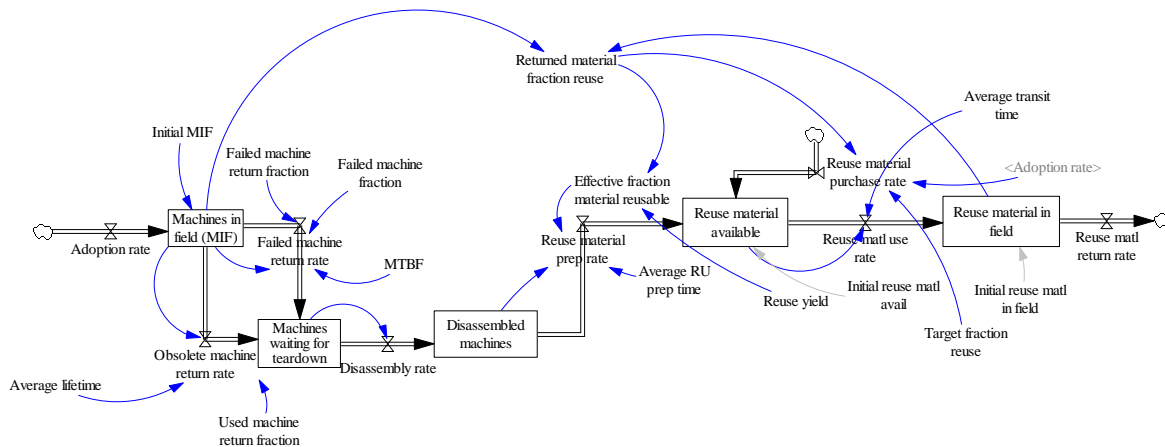 Returned material
fraction reuse
Average transit
time
Initial MIF
Failed machine
return fraction
Failed machine
fraction
Reuse material
purchase rate
<Adoption rate>
Effective fraction
material reusable
Machines in
field (MIF)
Reuse material
available
Reuse material in
field
Adoption rate
Failed machine
return rate
Reuse material
prep rate
Reuse matl use
rate
Reuse matl
return rate
MTBF
Average RU
prep time
Reuse yield
Initial reuse matl
avail
Initial reuse matl
in field
Machines
waiting for
teardown
Disassembled
machines
Target fraction
reuse
Obsolete machine
return rate
Disassembly rate
Average lifetime
Used machine
return fraction